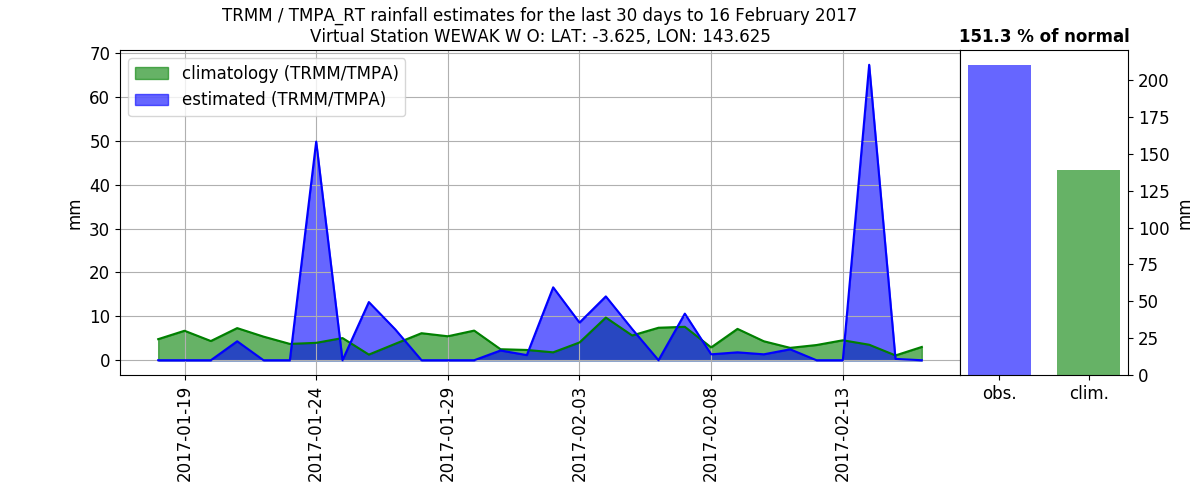 TRMM / TMPA_RT rainfall estimates for the last 30 days to 16 February 2017
Virtual Station WEWAK W O: LAT: -3.625, LON: 143.625
151.3 % of normal
climatology (TRMM/TMPA)
estimated (TRMM/TMPA)
70
60
50
40
30
20
10
0
mm
2017-01-19
2017-01-24
2017-01-29
2017-02-03
2017-02-08
2017-02-13
200
175
150
125
100
75
50
25
0
mm
obs.
clim.